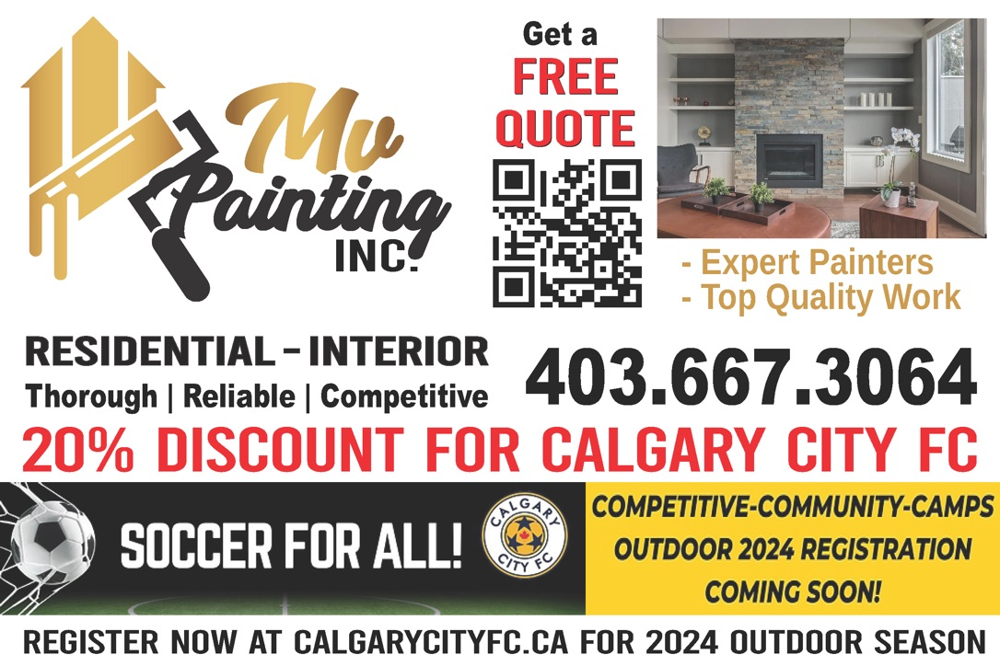 Mv
Painting
INC.
Get a
FREE
QUOTE
- Expert Painters
- Top Quality Work
RESIDENTIAL - INTERIOR
Thorough | Reliable | Competitive
403.667.3064
20% DISCOUNT FOR CALGARY CITY FC
SOCCER FOR ALL!
CALGARY
CITY FC
COMPETITIVE-COMMUNITY-CAMPS
OUTDOOR 2024 REGISTRATION
COMING SOON!
REGISTER NOW AT CALGARYCITYFC.CA FOR 2024 OUTDOOR SEASON